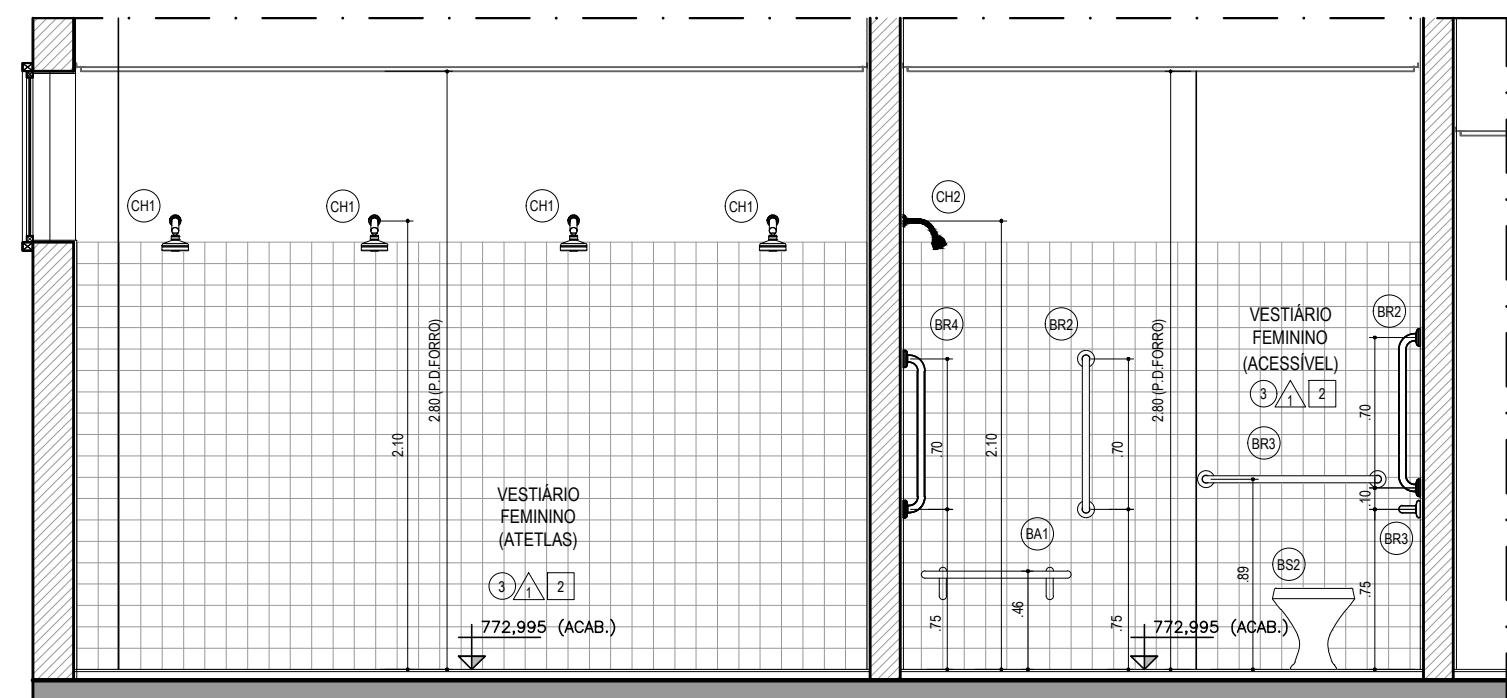 CH1
CH1
CH1
CH1
CH2
2.10
2.80 (P.D.FORRO)
VESTIÁRIO
FEMININO
(ATETLAS)
3 1 2
772,995 (ACAB.)
BR4
.70
.75
2.10
BR2
.70
.75
BA1
.46
2.80 (P.D.FORRO)
772,995 (ACAB.)
VESTIÁRIO
FEMININO
(ACESSÍVEL)
3 1 2
BR2
.70
.10
BR3
.89
BR3
.75
BS2